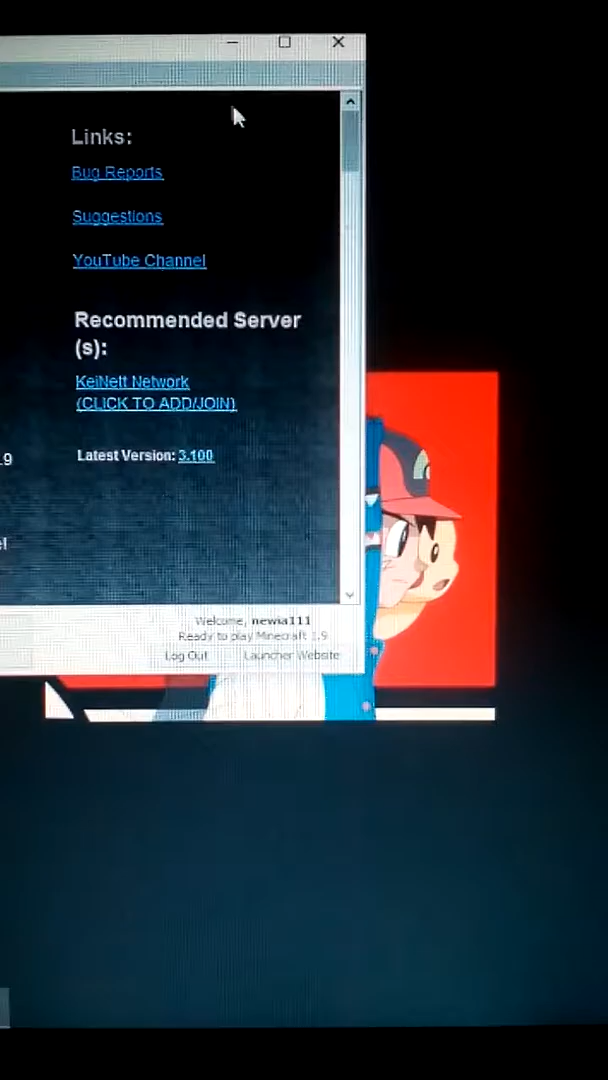 Links:
Bug Reports
Suggestions
YouTube Channel
Recommended Server
(s):
KeiNett Network
(CLICK TO ADD/JOIN)
.9
Latest Version: 3.100
e!
Welcome, newia111
Ready to play Minecraft 1.9
Log Out Launcher Website